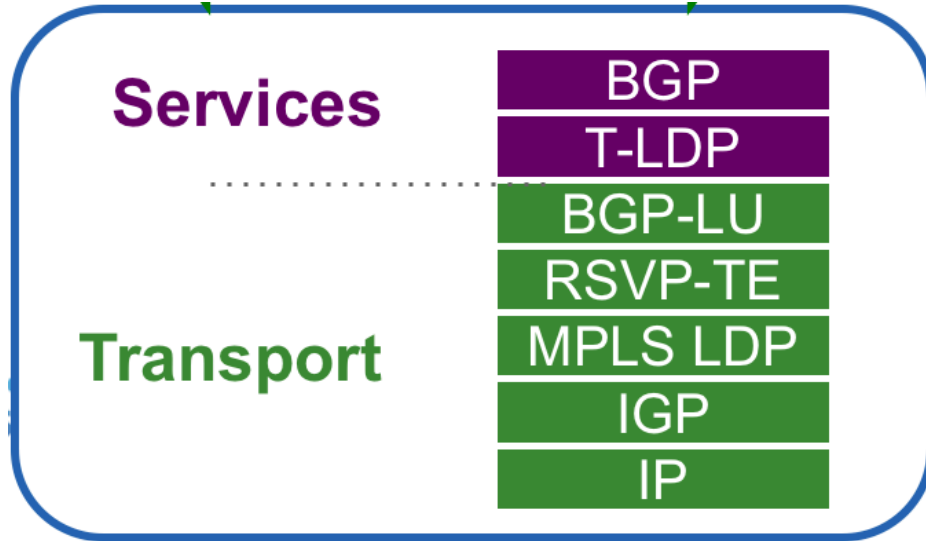 Services
BGP
T-LDP
BGP-LU
RSVP-TE
Transport
MPLS LDP
IGP
IP